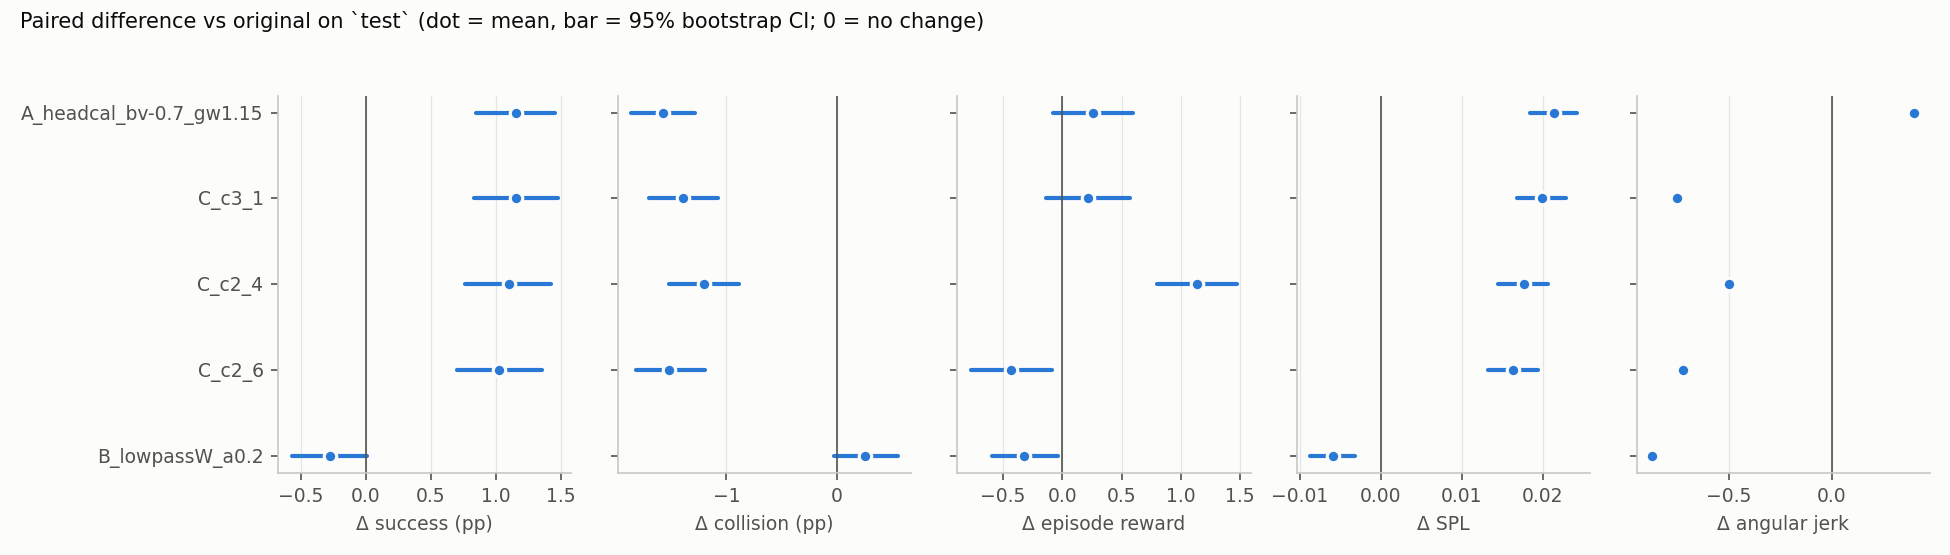 Paired difference vs original on `test` (dot = mean, bar = 95% bootstrap CI; 0 = no change)
A_headcal_bv-0.7_gw1.15
C_c3_1
C_c2_4
C_c2_6
B_lowpassW_a0.2
−0.5 0.0 0.5 1.0 1.5
Δ success (pp)
−1 0
Δ collision (pp)
−0.5 0.0 0.5 1.0 1.5
Δ episode reward
−0.01 0.00 0.01 0.02
Δ SPL
−0.5 0.0
Δ angular jerk